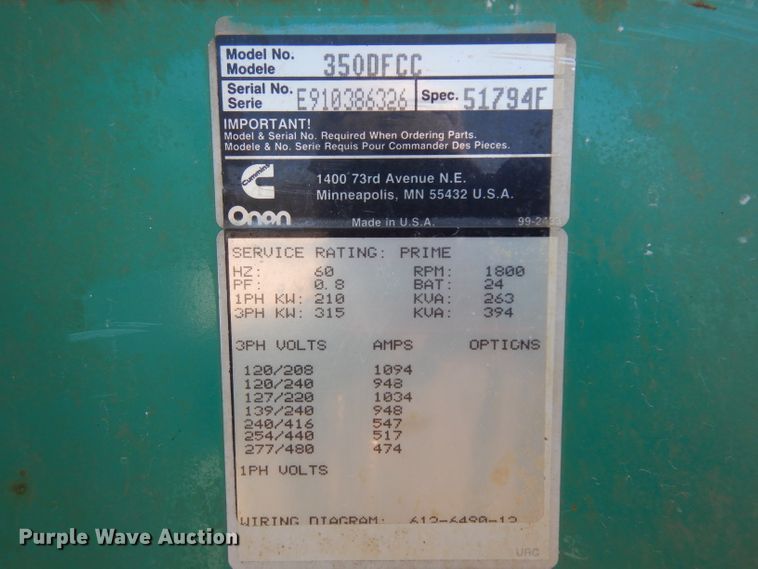 Model No.
Modele 350DFCC
Serial No.
Serie E910386326 Spec. 51794F
IMPORTANT!
Model & Serial No. Required When Ordering Parts.
Modele & No. Serie Requis Pour Commander Des Pieces.
Cummins
Onan
1400 73rd Avenue N.E.
Minneapolis, MN 55432 U.S.A.
Made in U.S.A.
SERVICE RATING: PRIME
HZ: 60 RPM: 1800
PF: 0.8 BAT: 24
1PH KW: 210 KVA: 263
3PH KW: 315 KVA: 394
3PH VOLTS AMPS OPTIONS
120/208 1094
120/240 948
127/220 1034
139/240 948
240/416 547
254/440 517
277/480 474
1PH VOLTS
WIRING DIAGRAM: 612-6490-12
Purple Wave Auction